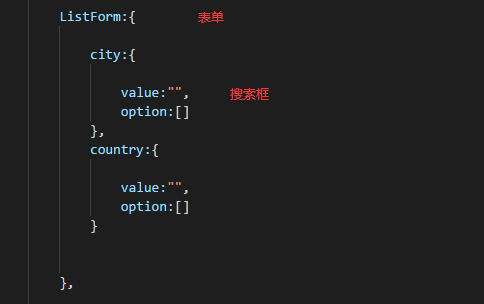 ListForm:{ 表单
city:{
value:"", 搜索框
option:[]
},
country:{
value:"",
option:[]
}
},